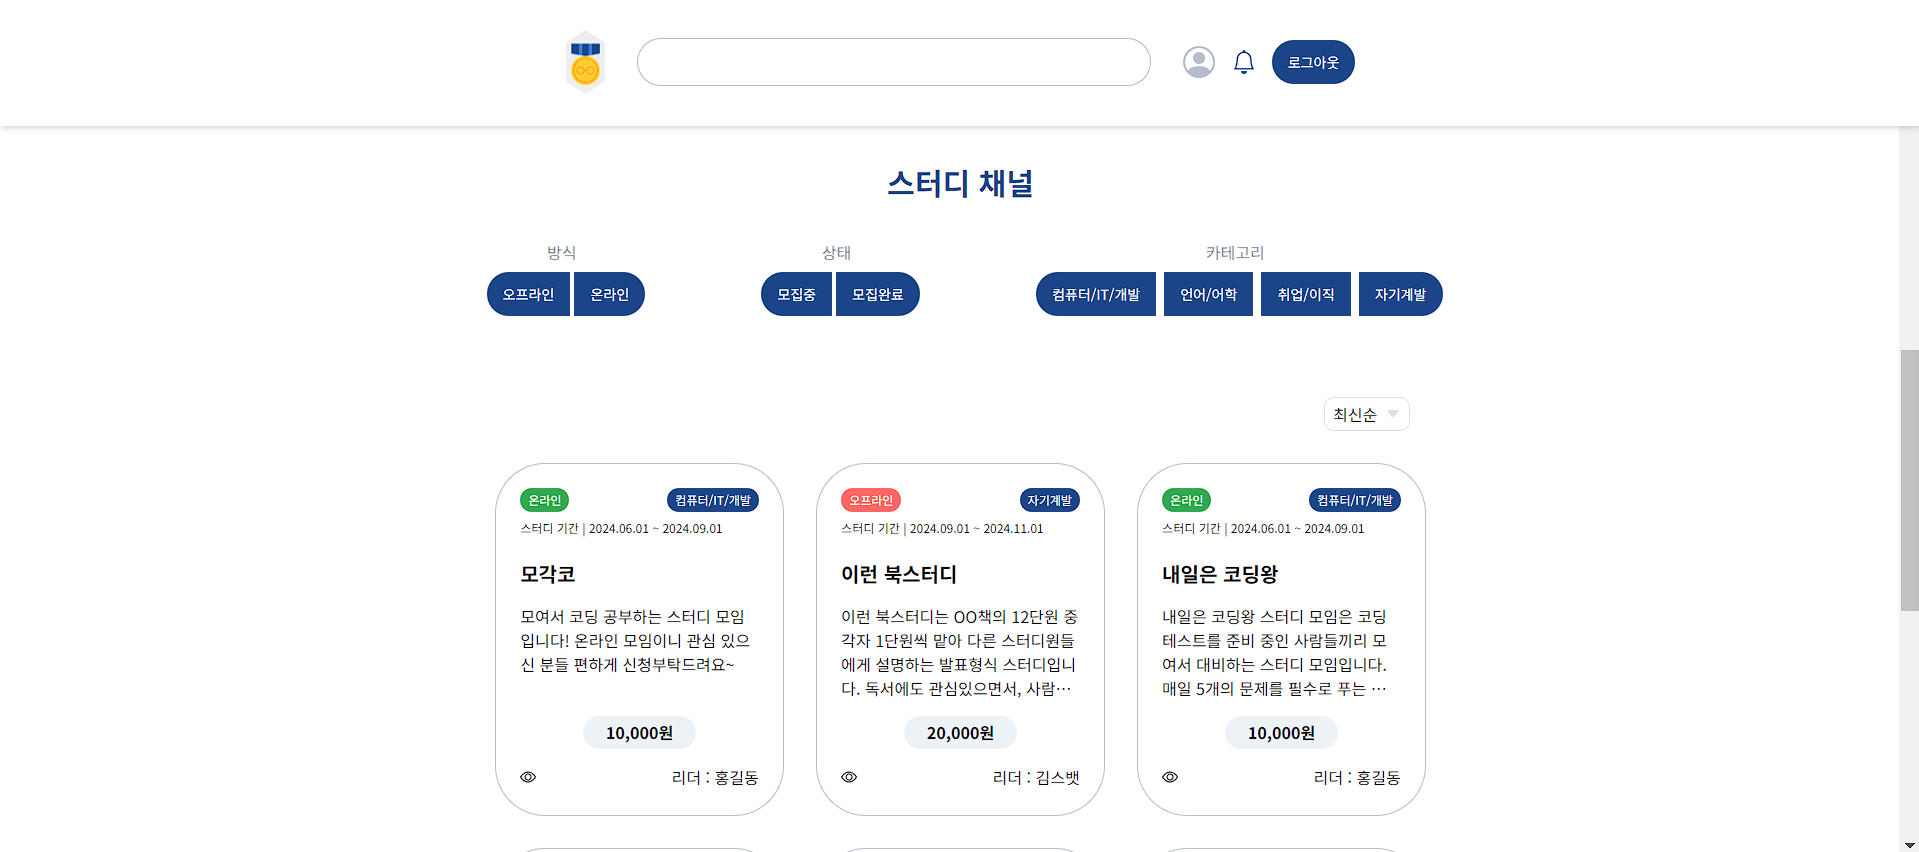 로그아웃
스터디 채널
방식
오프라인 온라인
상태
모집중 모집완료
카테고리
컴퓨터/IT/개발 언어/어학 취업/이직 자기계발
최신순
온라인 컴퓨터/IT/개발
스터디 기간 | 2024.06.01 ~ 2024.09.01
모각코
모여서 코딩 공부하는 스터디 모임
입니다! 온라인 모임이니 관심 있으
신 분들 편하게 신청부탁드려요~
10,000원
리더 : 홍길동
오프라인 자기계발
스터디 기간 | 2024.09.01 ~ 2024.11.01
이런 북스터디
이런 북스터디는 OO책의 12단원 중
각자 1단원씩 맡아 다른 스터디원들
에게 설명하는 발표형식 스터디입니
다. 독서에도 관심있으면서, 사람…
20,000원
리더 : 김스뱃
온라인 컴퓨터/IT/개발
스터디 기간 | 2024.06.01 ~ 2024.09.01
내일은 코딩왕
내일은 코딩왕 스터디 모임은 코딩
테스트를 준비 중인 사람들끼리 모
여서 대비하는 스터디 모임입니다.
매일 5개의 문제를 필수로 푸는 …
10,000원
리더 : 홍길동